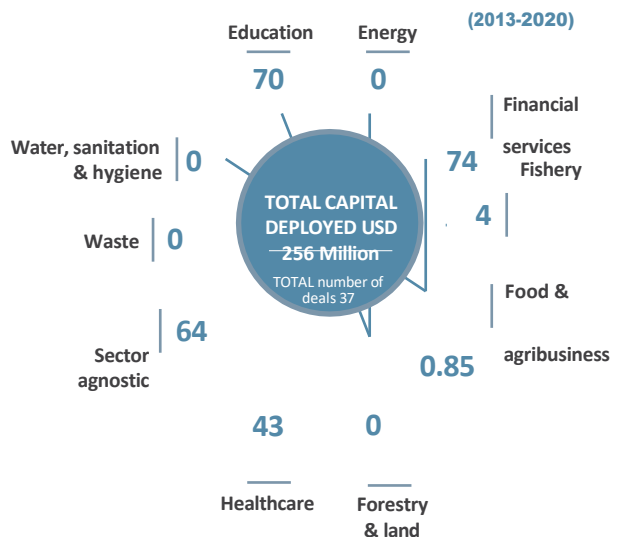 (2013-2020)
Education
70
Energy
0
Financial
services
74
Fishery
4
Water, sanitation
& hygiene
0
TOTAL CAPITAL
DEPLOYED USD
256 Million
TOTAL number of
deals 37
Waste
0
Food &
agribusiness
0.85
64
Sector
agnostic
43
Healthcare
0
Forestry
& land